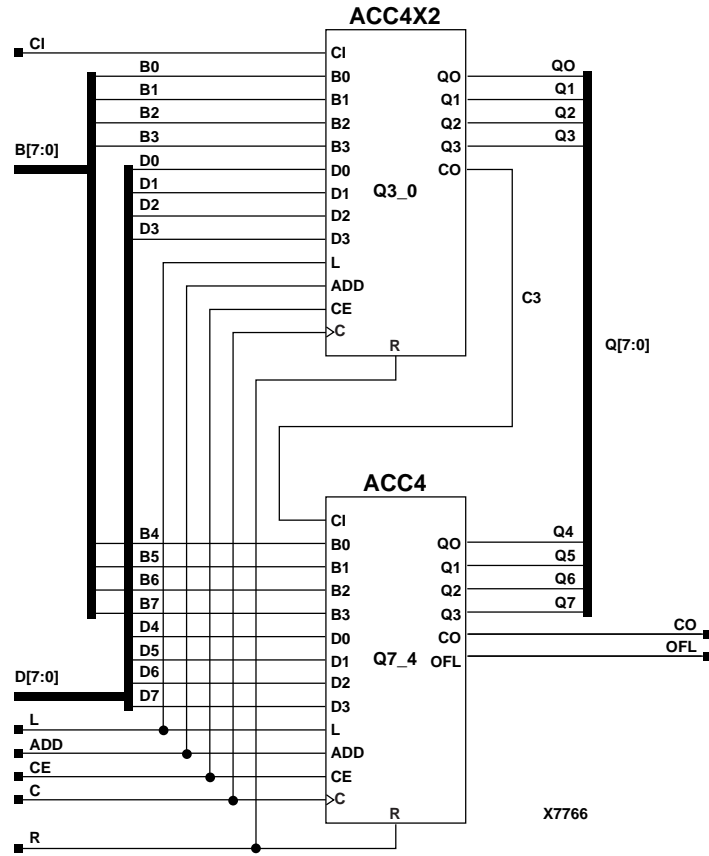 ACC4X2
CI
CI
B0
B0
QO
QO
B1
B1
Q1
Q1
B2
B2
Q2
Q2
B3
B3
Q3
Q3
B[7:0]
D0
D0
CO
D1
D1
Q3_0
D2
D2
D3
D3
L
ADD
C3
CE
C
R
Q[7:0]
ACC4
CI
B4
B0
QO
Q4
B5
B1
Q1
Q5
B6
B2
Q2
Q6
B7
B3
Q3
Q7
D4
D0
CO
CO
D5
D1
Q7_4
OFL
OFL
D[7:0]
D6
D2
D7
D3
L
L
ADD
ADD
CE
CE
C
C
R
X7766
R